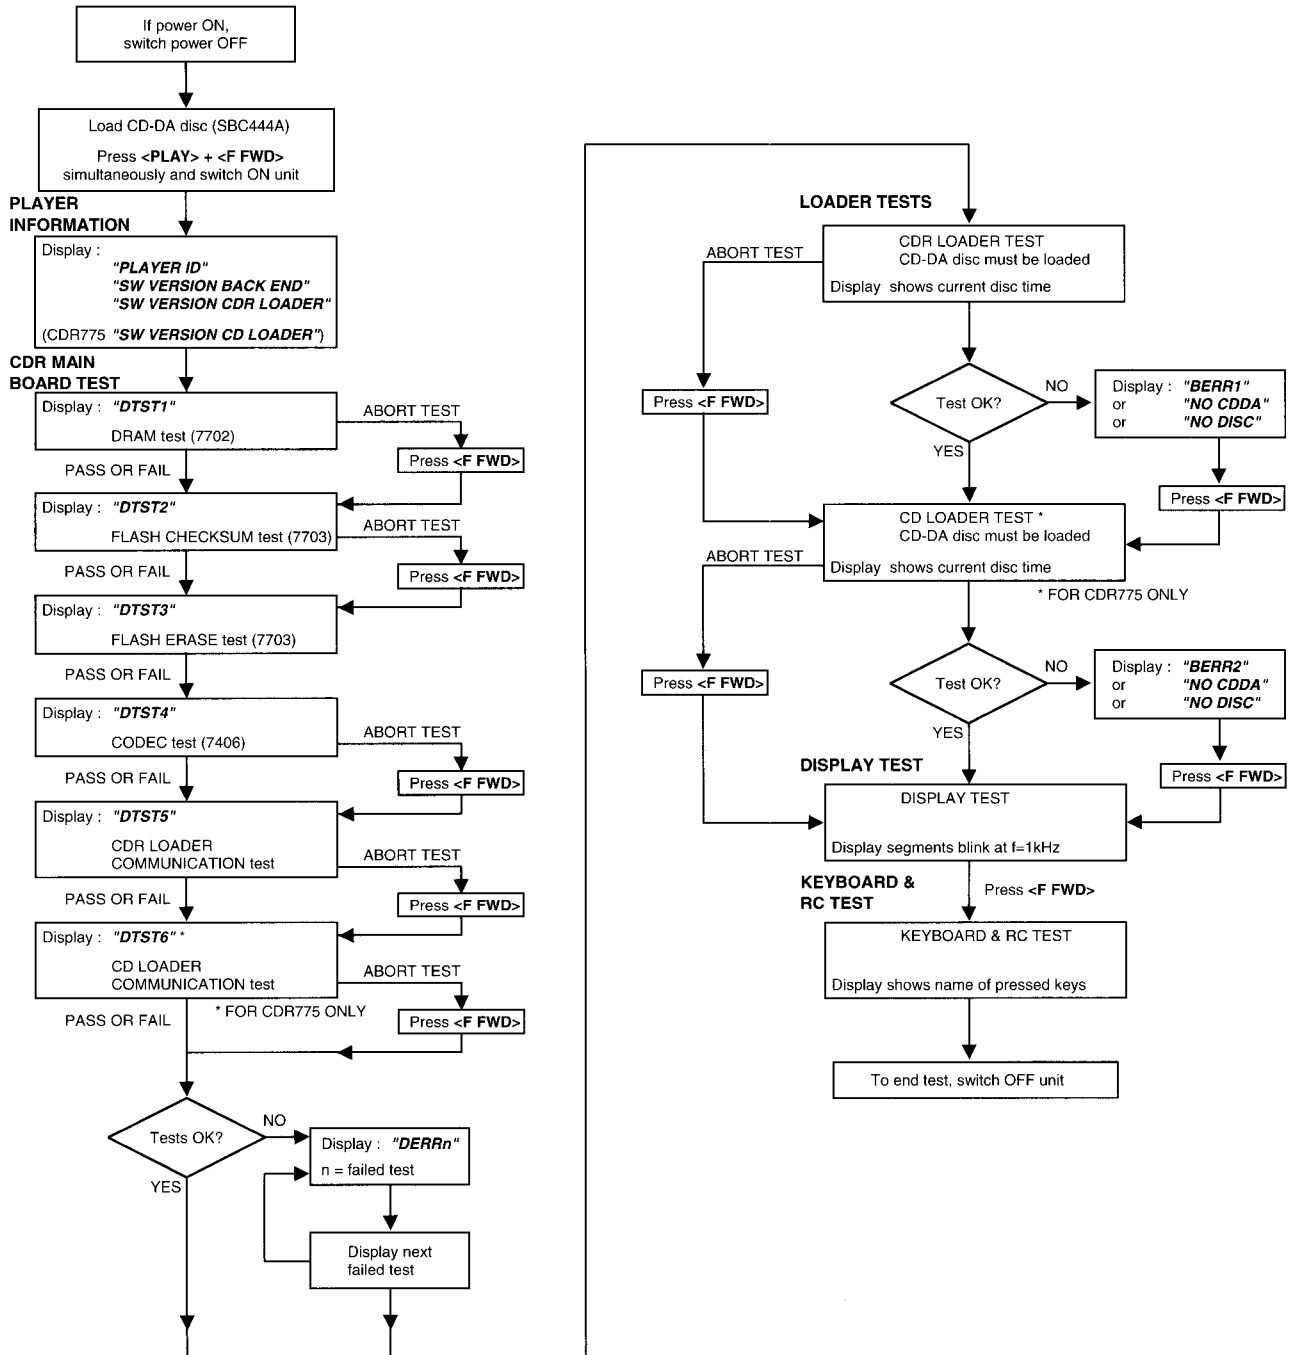 If power ON,
switch power OFF
Load CD-DA disc (SBC444A)
Press <PLAY> + <F FWD>
simultaneously and switch ON unit
PLAYER
INFORMATION
Display :
"PLAYER ID"
"SW VERSION BACK END"
"SW VERSION CDR LOADER"
(CDR775 "SW VERSION CD LOADER")
CDR MAIN
BOARD TEST
Display : "DTST1"
DRAM test (7702)
ABORT TEST
Press <F FWD>
PASS OR FAIL
Display : "DTST2"
FLASH CHECKSUM test (7703)
ABORT TEST
Press <F FWD>
PASS OR FAIL
Display : "DTST3"
FLASH ERASE test (7703)
PASS OR FAIL
Display : "DTST4"
CODEC test (7406)
ABORT TEST
Press <F FWD>
PASS OR FAIL
Display : "DTST5"
CDR LOADER
COMMUNICATION test
ABORT TEST
Press <F FWD>
PASS OR FAIL
Display : "DTST6" *
CD LOADER
COMMUNICATION test
ABORT TEST
* FOR CDR775 ONLY
Press <F FWD>
PASS OR FAIL
Tests OK?
NO
YES
Display : "DERRn"
n = failed test
Display next
failed test
LOADER TESTS
CDR LOADER TEST
CD-DA disc must be loaded
Display shows current disc time
ABORT TEST
Press <F FWD>
Test OK?
NO
YES
Display : "BERR1"
or "NO CDDA"
or "NO DISC"
Press <F FWD>
CD LOADER TEST *
CD-DA disc must be loaded
Display shows current disc time
* FOR CDR775 ONLY
ABORT TEST
Press <F FWD>
Test OK?
NO
YES
Display : "BERR2"
or "NO CDDA"
or "NO DISC"
Press <F FWD>
DISPLAY TEST
DISPLAY TEST
Display segments blink at f=1kHz
Press <F FWD>
KEYBOARD &
RC TEST
KEYBOARD & RC TEST
Display shows name of pressed keys
To end test, switch OFF unit